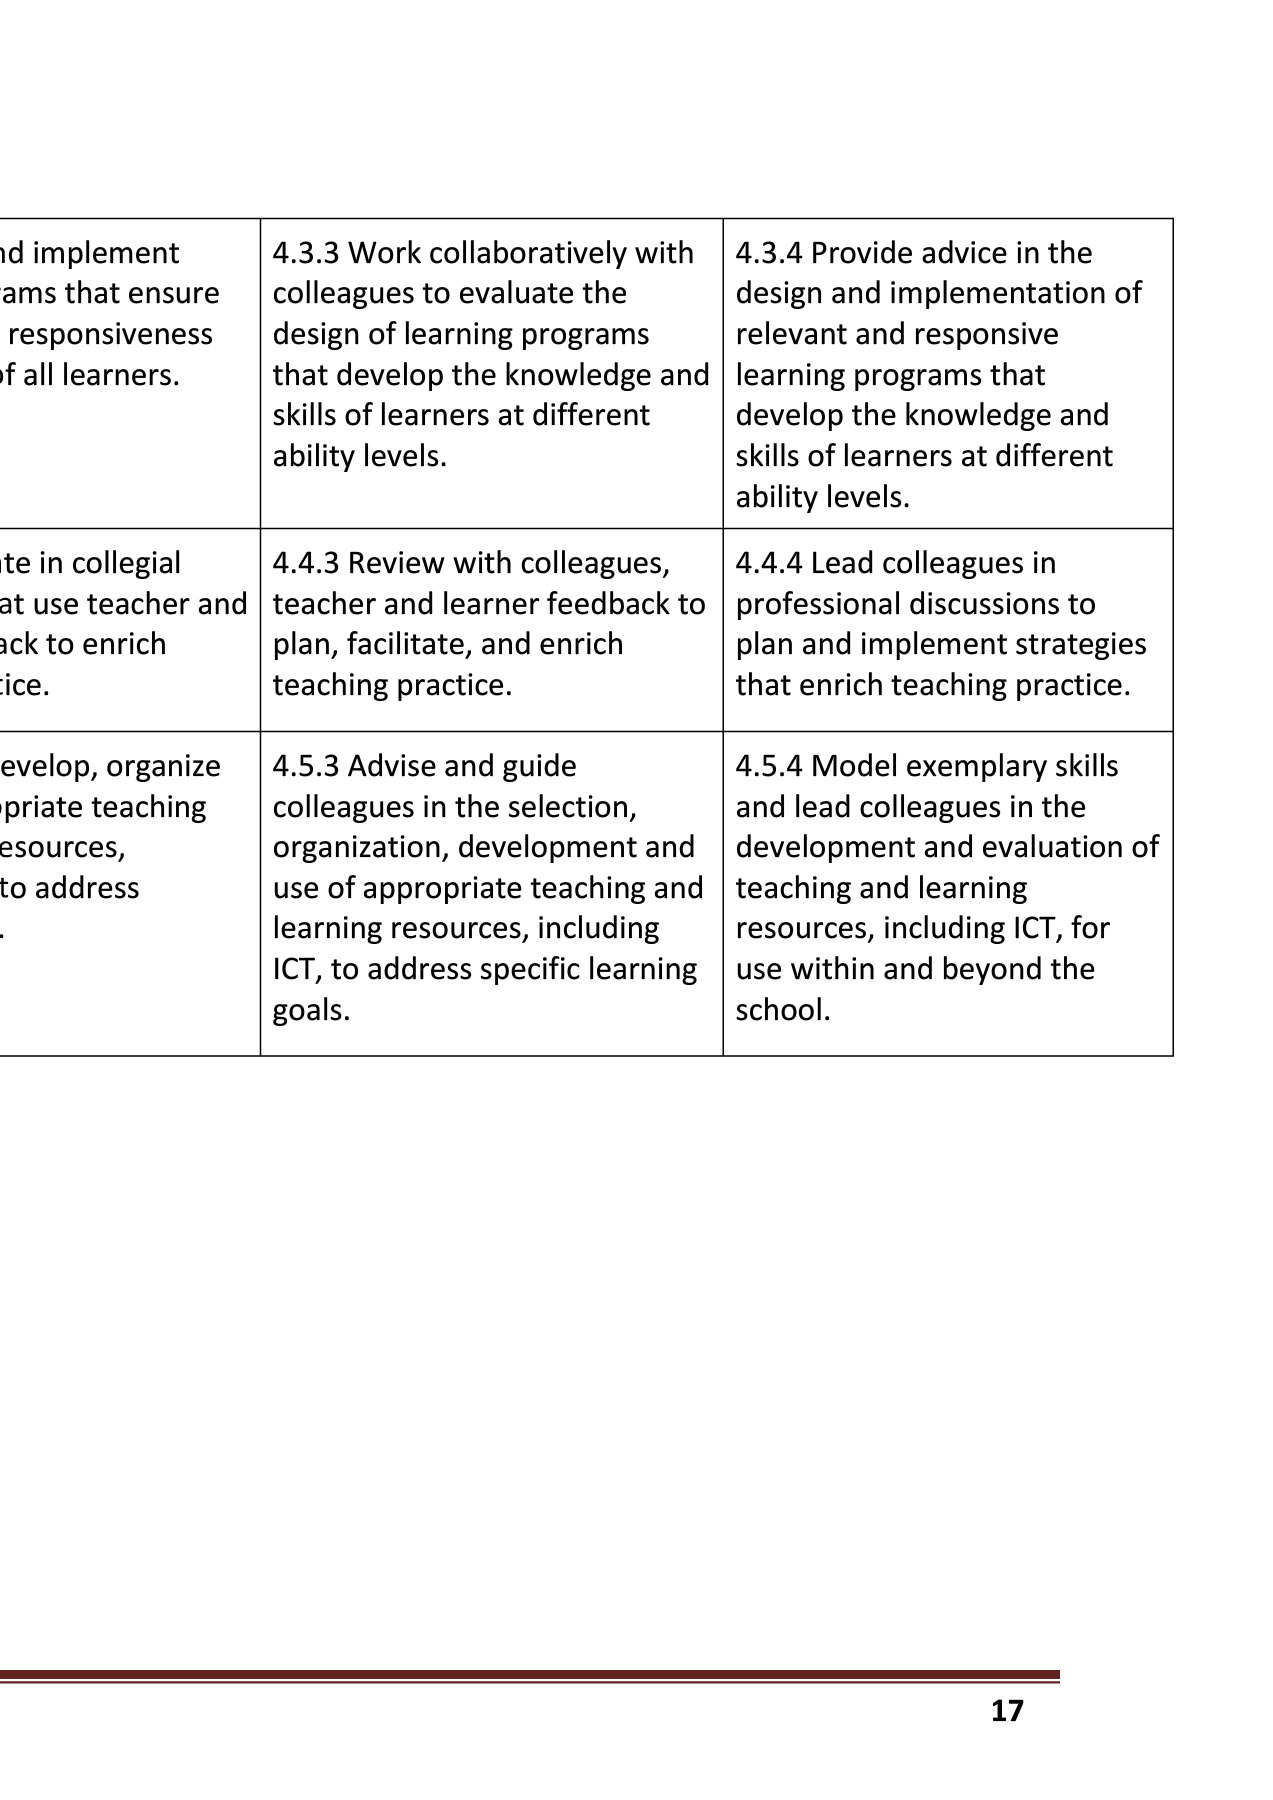 nd implement
rams that ensure
responsiveness
of all learners.
4.3.3 Work collaboratively with
colleagues to evaluate the
design of learning programs
that develop the knowledge and
skills of learners at different
ability levels.
4.3.4 Provide advice in the
design and implementation of
relevant and responsive
learning programs that
develop the knowledge and
skills of learners at different
ability levels.
te in collegial
at use teacher and
ack to enrich
tice.
4.4.3 Review with colleagues,
teacher and learner feedback to
plan, facilitate, and enrich
teaching practice.
4.4.4 Lead colleagues in
professional discussions to
plan and implement strategies
that enrich teaching practice.
evelop, organize
opriate teaching
esources,
to address
.
4.5.3 Advise and guide
colleagues in the selection,
organization, development and
use of appropriate teaching and
learning resources, including
ICT, to address specific learning
goals.
4.5.4 Model exemplary skills
and lead colleagues in the
development and evaluation of
teaching and learning
resources, including ICT, for
use within and beyond the
school.
17